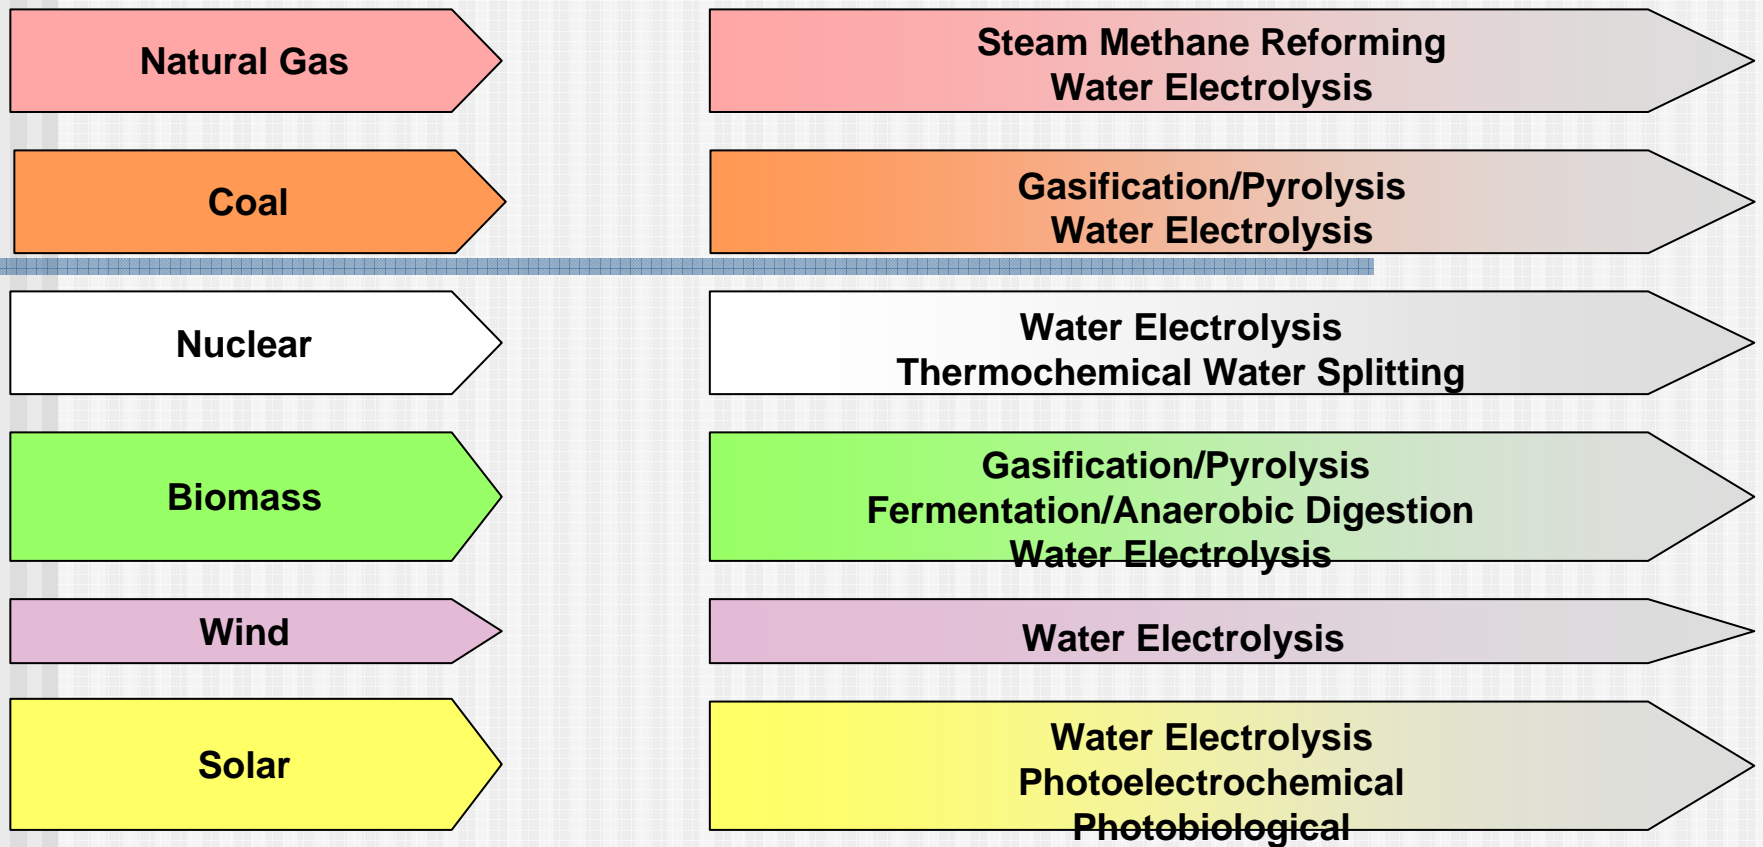 Natural Gas
Steam Methane Reforming
Water Electrolysis
Coal
Gasification/Pyrolysis
Water Electrolysis
Nuclear
Water Electrolysis
Thermochemical Water Splitting
Biomass
Gasification/Pyrolysis
Fermentation/Anaerobic Digestion
Water Electrolysis
Wind
Water Electrolysis
Solar
Water Electrolysis
Photoelectrochemical
Photobiological